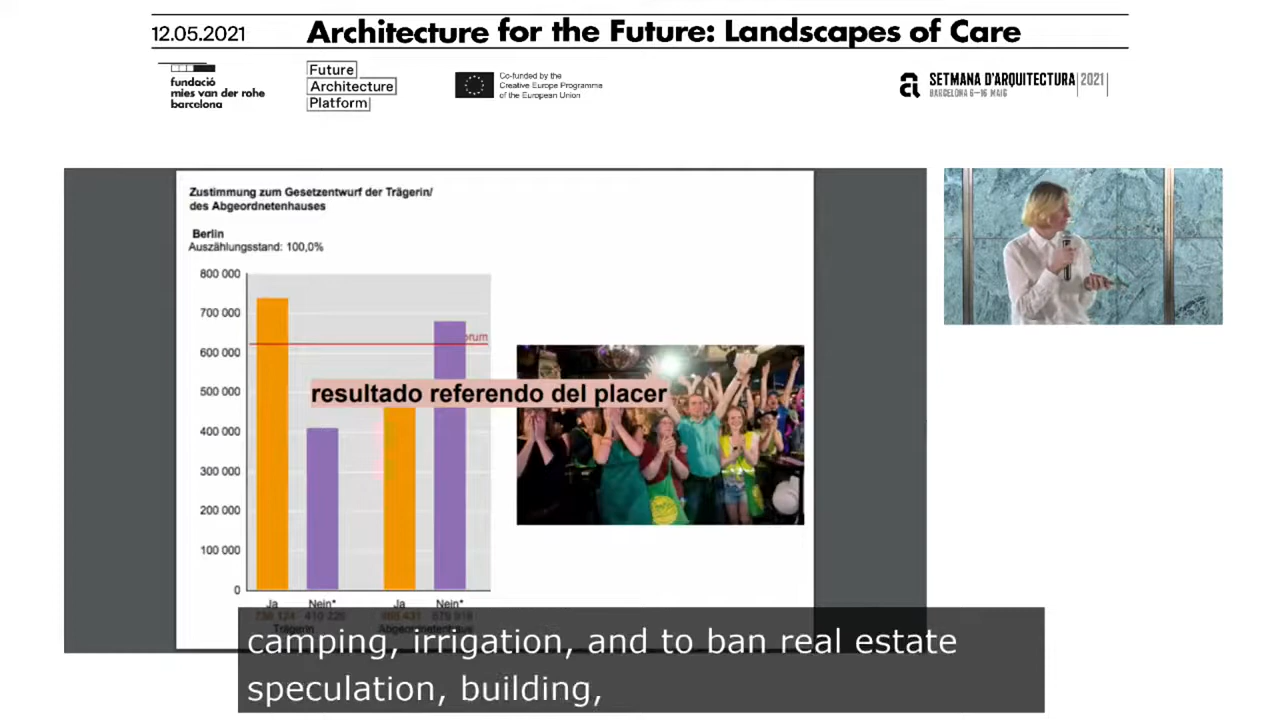 12.05.2021
Architecture for the Future: Landscapes of Care
fundació
mies van der rohe
barcelona
Future
Architecture
Platform
Co-funded by the
Creative Europe Programme
of the European Union
a
SETMANA D'ARQUITECTURA 2021
BARCELONA 6–16 MAIG
Zustimmung zum Gesetzentwurf der Trägerin/
des Abgeordnetenhauses
Berlin
Auszählungsstand: 100,0%
800 000
700 000
600 000
500 000
400 000
300 000
200 000
100 000
0
orum
resultado referendo del placer
Ja Nein* Ja Nein*
Trägerin Abgeordnetenhaus
camping, irrigation, and to ban real estate
speculation, building,